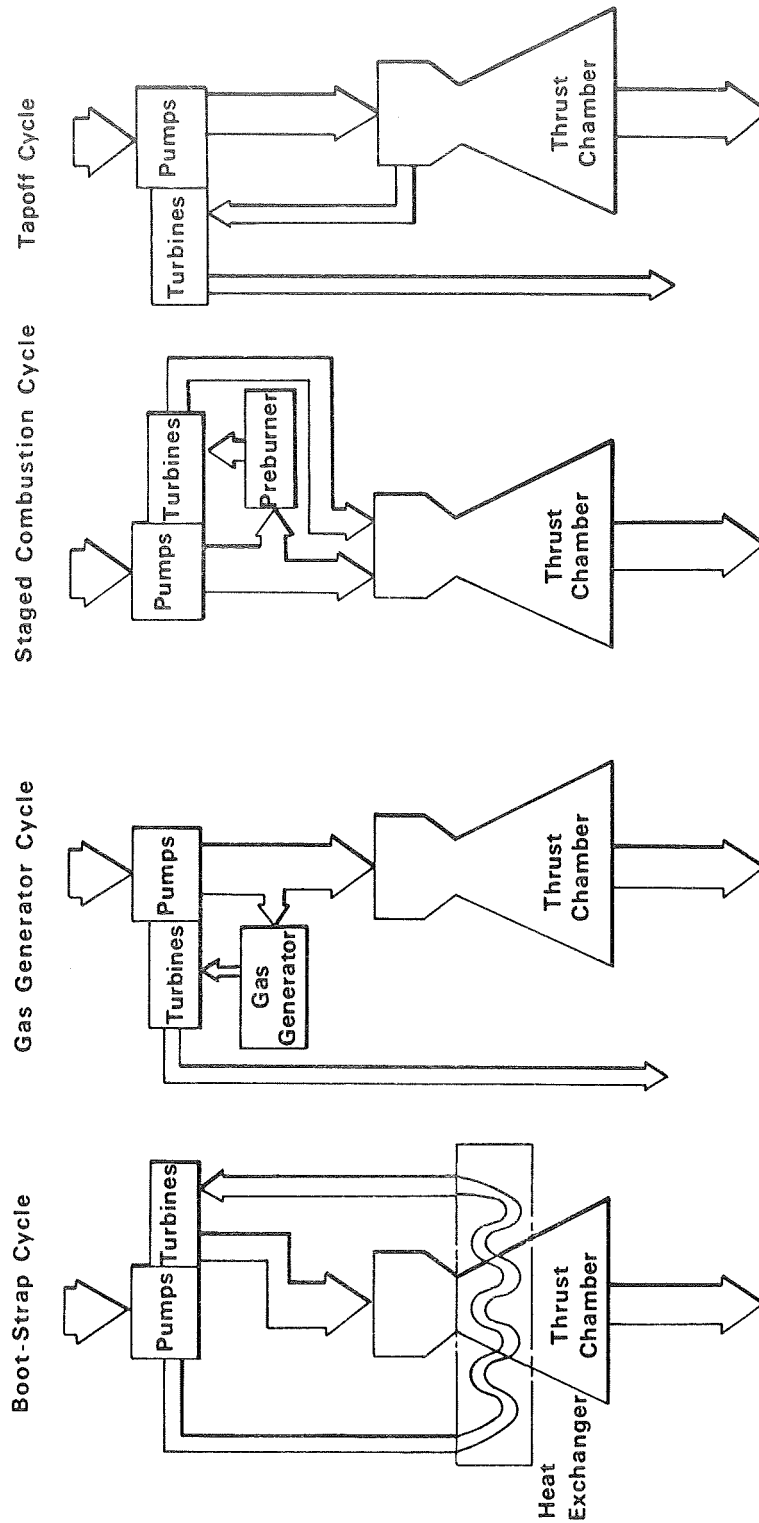 Boot-Strap Cycle
Pumps
Turbines
Heat
Exchanger
Thrust
Chamber
Gas Generator Cycle
Turbines
Pumps
Gas
Generator
Thrust
Chamber
Staged Combustion Cycle
Pumps
Turbines
Preburner
Thrust
Chamber
Tapoff Cycle
Turbines
Pumps
Thrust
Chamber